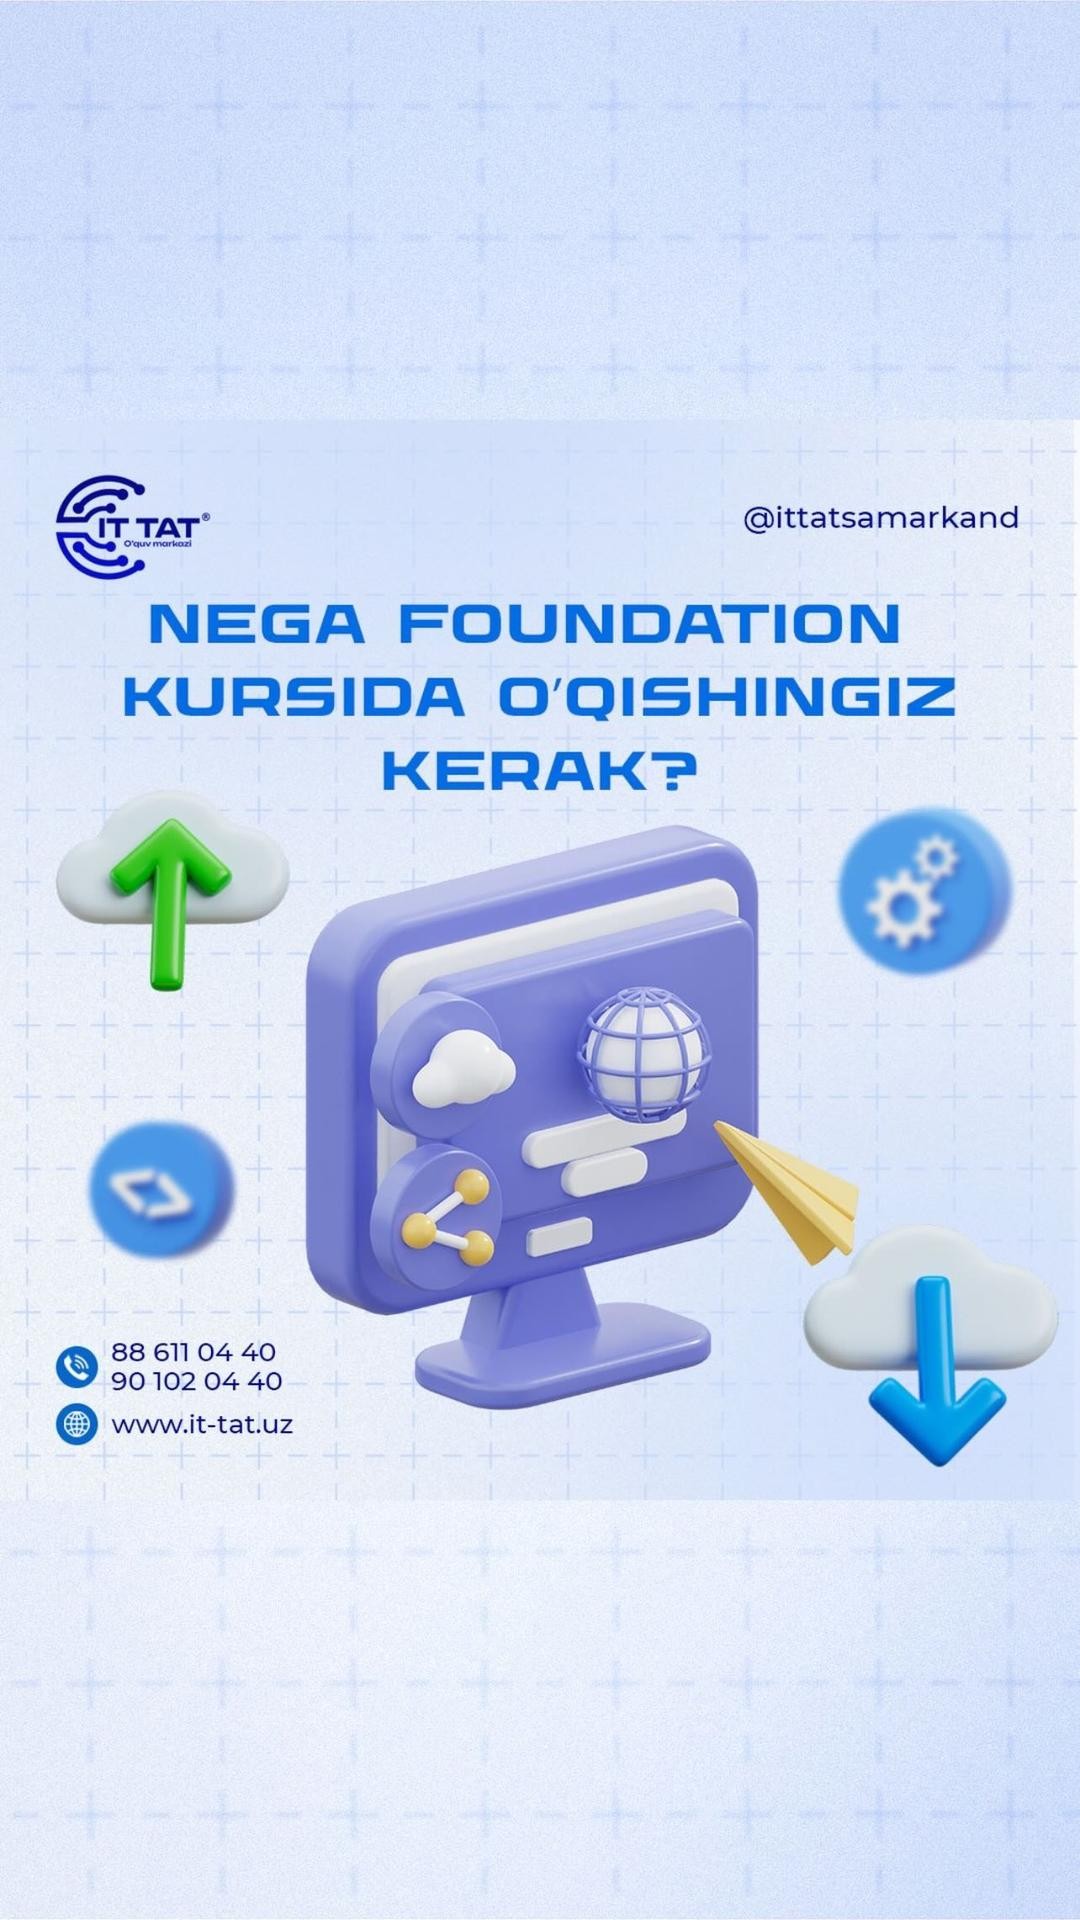 IT TAT®
O'quv markazi
@ittatsamarkand
NEGA FOUNDATION
KURSIDA O'QISHINGIZ
KERAK?
88 611 04 40
90 102 04 40
www.it-tat.uz